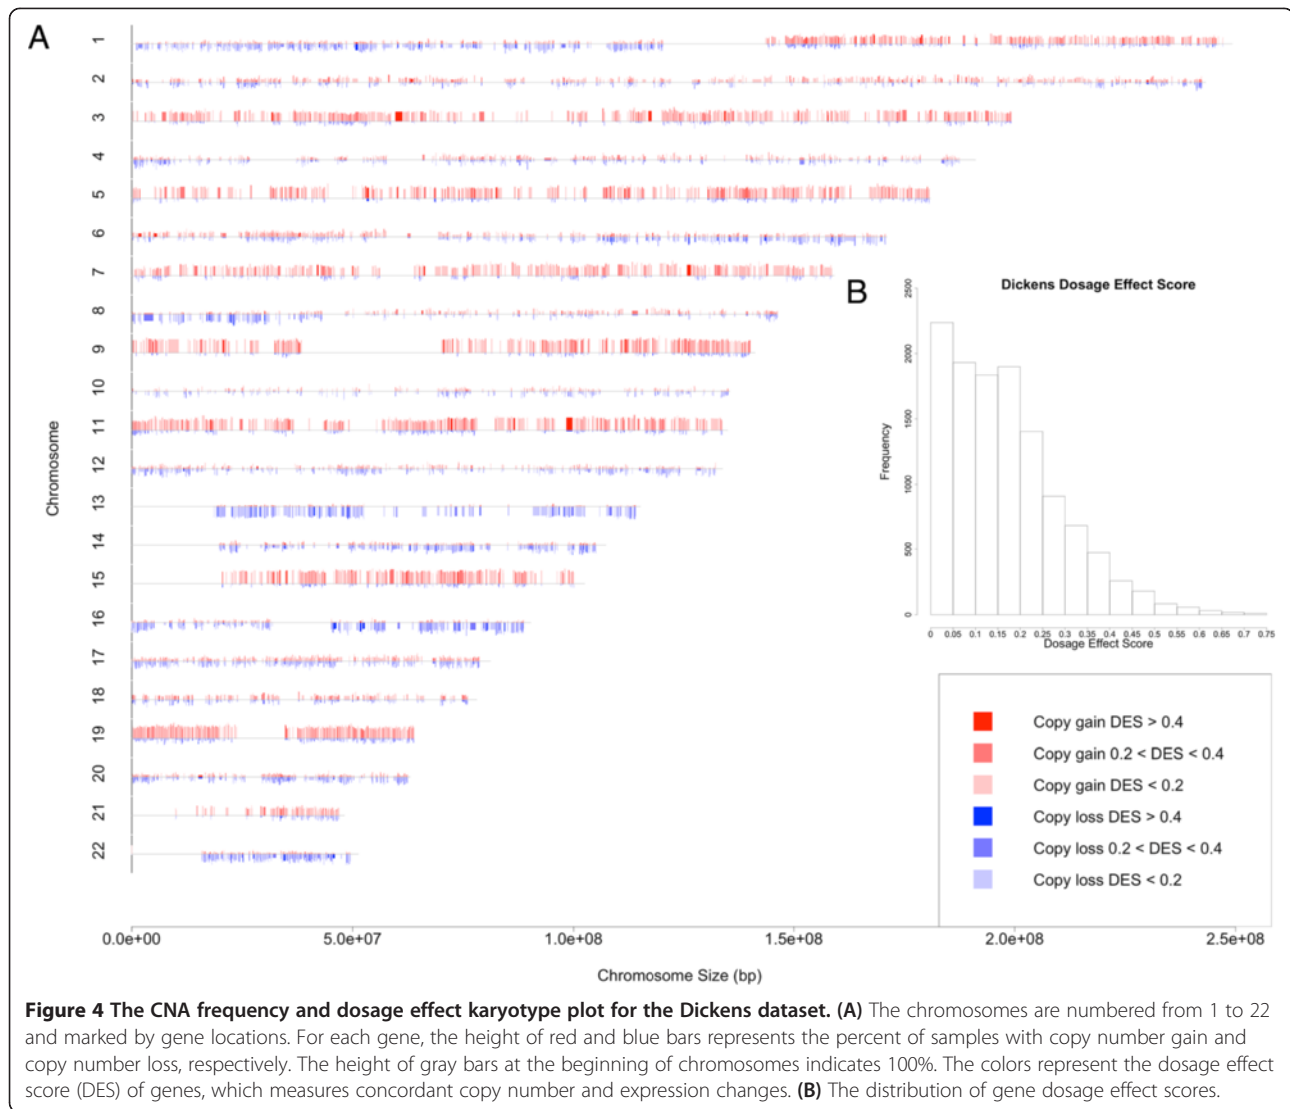 A
Chromosome
1
2
3
4
5
6
7
8
9
10
11
12
13
14
15
16
17
18
19
20
21
22
0.0e+00 5.0e+07 1.0e+08 1.5e+08 2.0e+08 2.5e+08
Chromosome Size (bp)
B
Dickens Dosage Effect Score
Frequency
2500
2000
1500
1000
500
0
0 0.05 0.1 0.15 0.2 0.25 0.3 0.35 0.4 0.45 0.5 0.55 0.6 0.65 0.7 0.75
Dosage Effect Score
Copy gain DES > 0.4
Copy gain 0.2 < DES < 0.4
Copy gain DES < 0.2
Copy loss DES > 0.4
Copy loss 0.2 < DES < 0.4
Copy loss DES < 0.2
Figure 4 The CNA frequency and dosage effect karyotype plot for the Dickens dataset. (A) The chromosomes are numbered from 1 to 22
and marked by gene locations. For each gene, the height of red and blue bars represents the percent of samples with copy number gain and
copy number loss, respectively. The height of gray bars at the beginning of chromosomes indicates 100%. The colors represent the dosage effect
score (DES) of genes, which measures concordant copy number and expression changes. (B) The distribution of gene dosage effect scores.